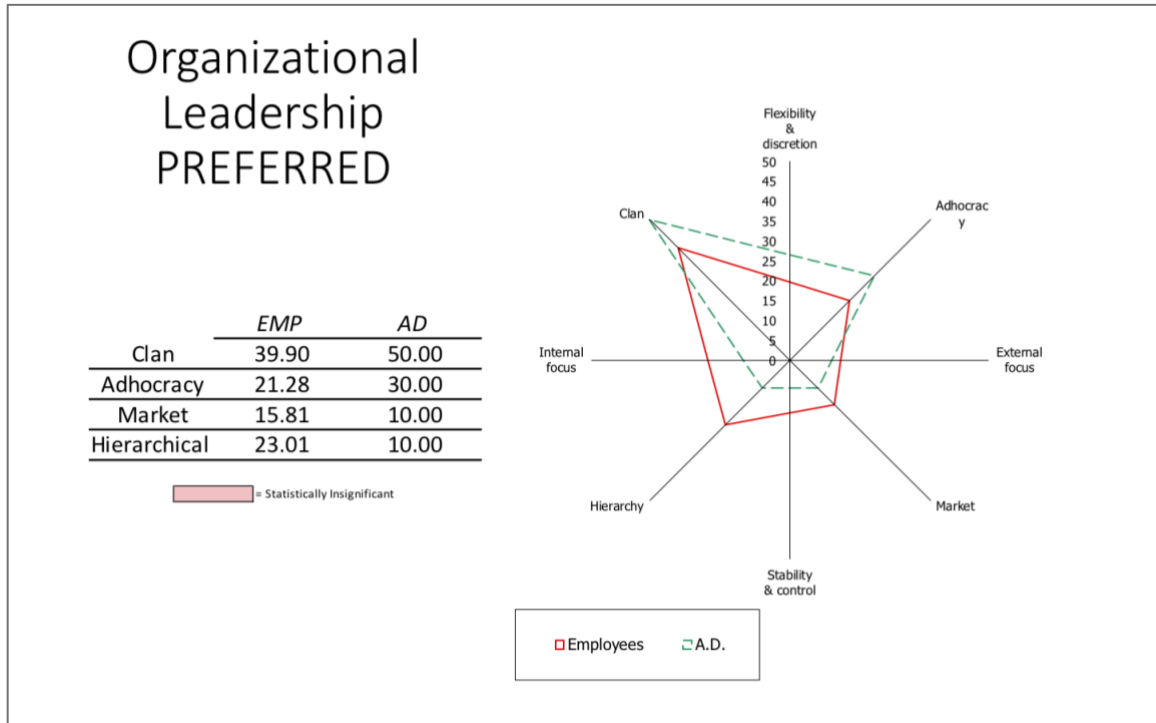 Organizational
Leadership
PREFERRED
EMP AD
Clan 39.90 50.00
Adhocracy 21.28 30.00
Market 15.81 10.00
Hierarchical 23.01 10.00
= Statistically Insignificant
Flexibility
&
discretion
50
45
40
35
30
25
20
15
10
5
0
Clan
Adhocrac
y
Internal
focus
External
focus
Hierarchy
Market
Stability
& control
Employees A.D.